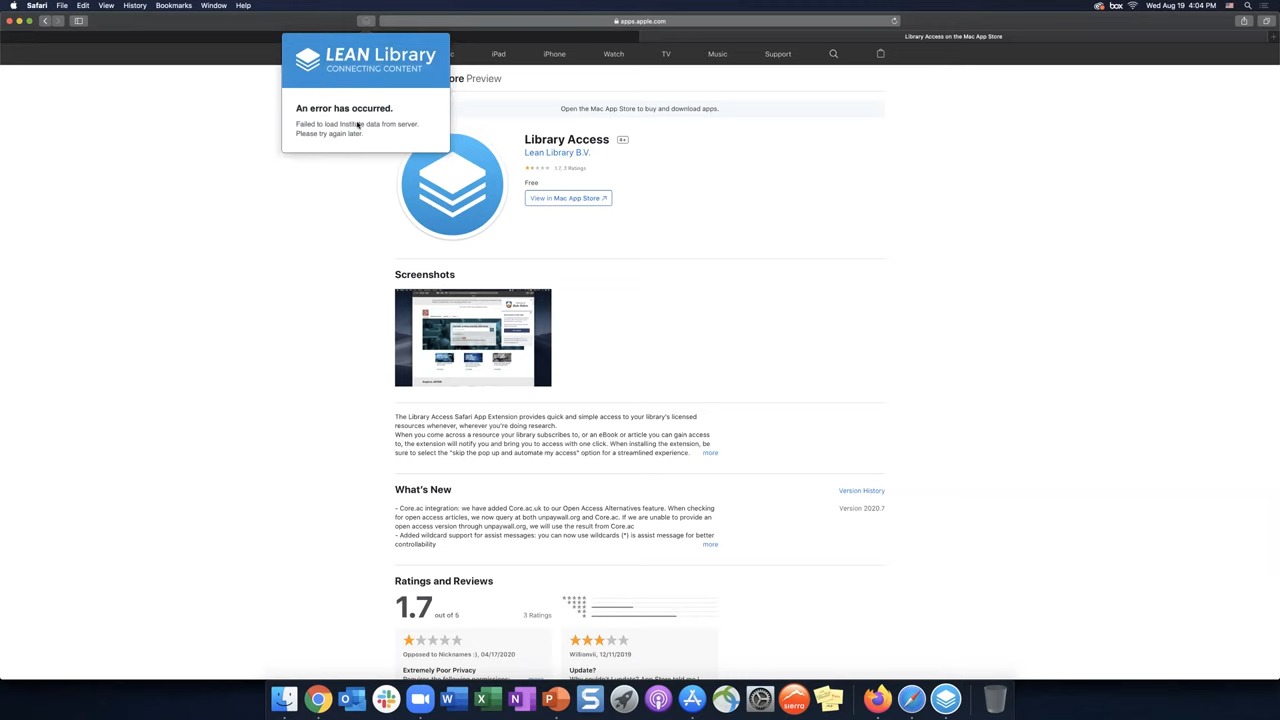 Safari File Edit View History Bookmarks Window Help
box Wed Aug 19 4:04 PM
apps.apple.com
Library Access on the Mac App Store
LEAN Library
CONNECTING CONTENT
iPad iPhone Watch TV Music Support
ore Preview
An error has occurred.
Failed to load Institute data from server.
Please try again later.
Open the Mac App Store to buy and download apps.
Library Access 4+
Lean Library B.V.
1.7, 3 Ratings
Free
View in Mac App Store ↗
Screenshots
The Library Access Safari App Extension provides quick and simple access to your library's licensed
resources whenever, wherever you're doing research.
When you come across a resource your library subscribes to, or an eBook or article you can gain access
to, the extension will notify you and bring you to access with one click. When installing the extension, be
sure to select the "skip the pop up and automate my access" option for a streamlined experience. more
What's New
Version History
- Core.ac integration: we have added Core.ac.uk to our Open Access Alternatives feature. When checking
for open access articles, we now query at both unpaywall.org and Core.ac. If we are unable to provide an
open access version through unpaywall.org, we will use the result from Core.ac
- Added wildcard support for assist messages: you can now use wildcards (*) is assist message for better
controllability more
Version 2020.7
Ratings and Reviews
1.7 out of 5
3 Ratings
Opposed to Nicknames :), 04/17/2020
Extremely Poor Privacy
Willionvii, 12/11/2019
Update?
sierra